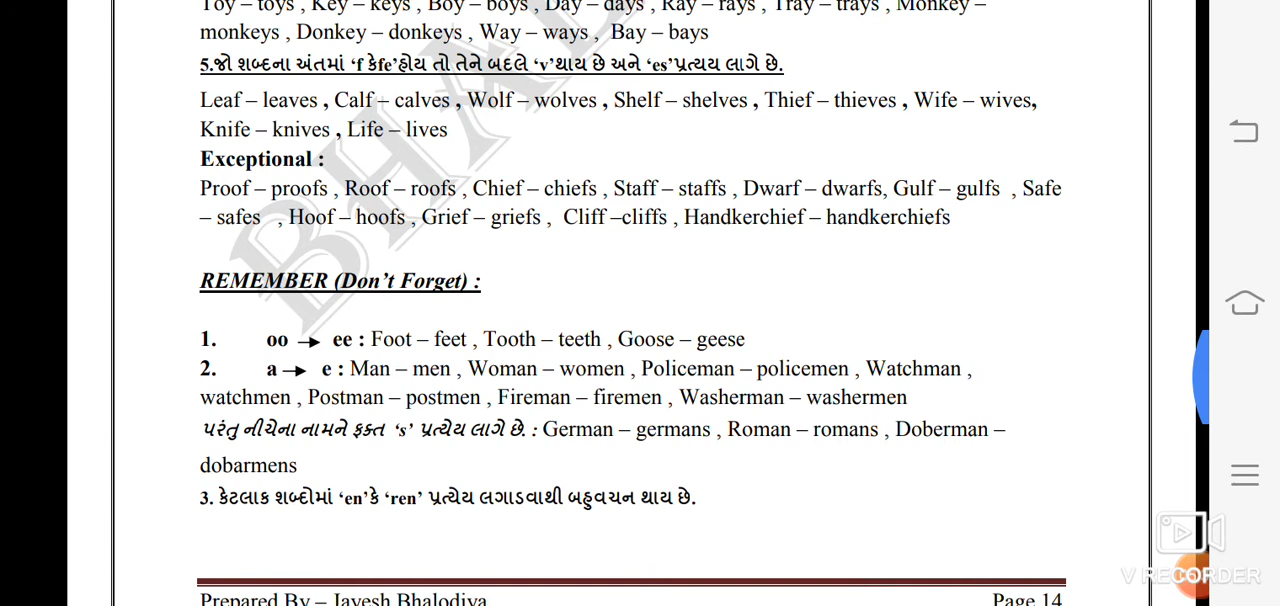 Toy – toys , Key – keys , Boy – boys , Day – days , Ray – rays , Tray – trays , Monkey –
monkeys , Donkey – donkeys , Way – ways , Bay – bays
5.જો શબ્દના અંતમાં ‘f કેfe’હોય તો તેને બદલે ‘v’થાય છે અને ‘es’પ્રત્યય લાગે છે.
Leaf – leaves , Calf – calves , Wolf – wolves , Shelf – shelves , Thief – thieves , Wife – wives,
Knife – knives , Life – lives
Exceptional :
Proof – proofs , Roof – roofs , Chief – chiefs , Staff – staffs , Dwarf – dwarfs, Gulf – gulfs , Safe
– safes , Hoof – hoofs , Grief – griefs , Cliff –cliffs , Handkerchief – handkerchiefs
REMEMBER (Don’t Forget) :
1. oo → ee : Foot – feet , Tooth – teeth , Goose – geese
2. a → e : Man – men , Woman – women , Policeman – policemen , Watchman ,
watchmen , Postman – postmen , Fireman – firemen , Washerman – washermen
પરંતુ નીચેના નામને ફક્ત ‘s’ પ્રત્યેય લાગે છે. : German – germans , Roman – romans , Doberman –
dobarmens
3. કેટલાક શબ્દોમાં ‘en’કે ‘ren’ પ્રત્યેય લગાડવાથી બહુવચન થાય છે.
Prepared By – Jayesh Bhalodiya
Page 14
V RECORDER